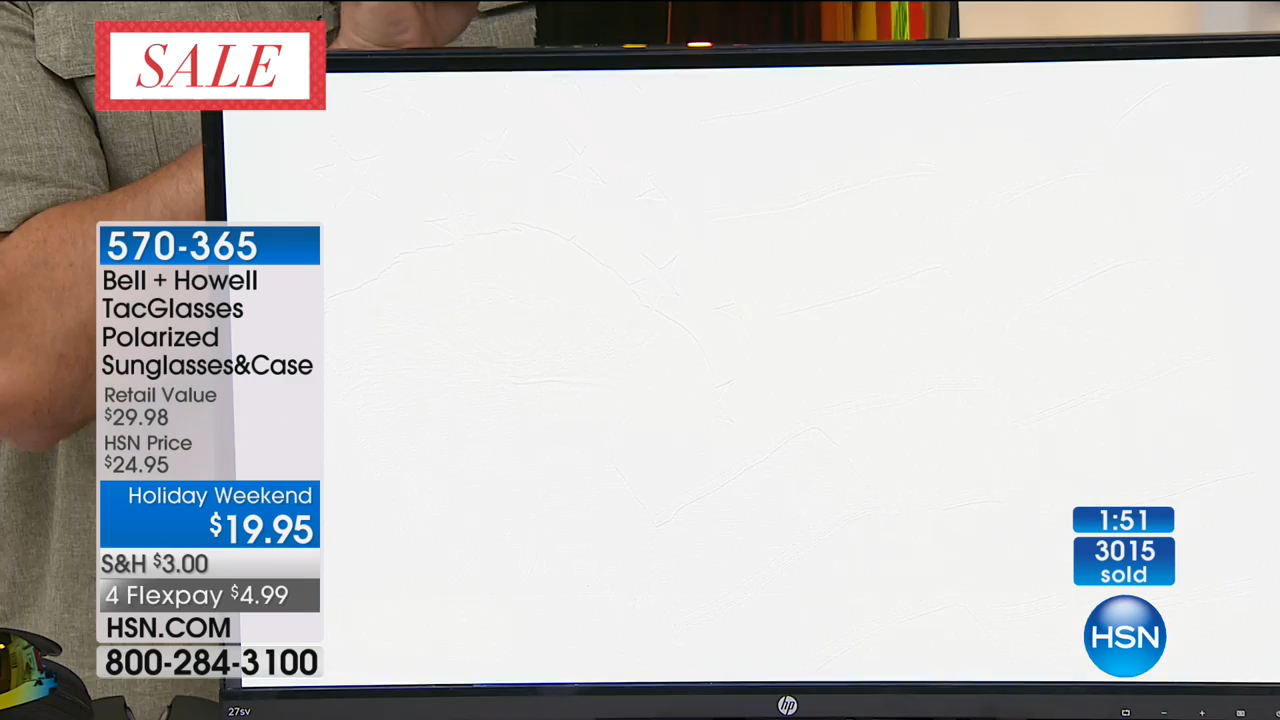 SALE
570-365
Bell + Howell
TacGlasses
Polarized
Sunglasses&Case
Retail Value
$29.98
HSN Price
$24.95
Holiday Weekend
$19.95
S&H $3.00
4 Flexpay $4.99
HSN.COM
800-284-3100
1:51
3015
sold
HSN
27sv
hp